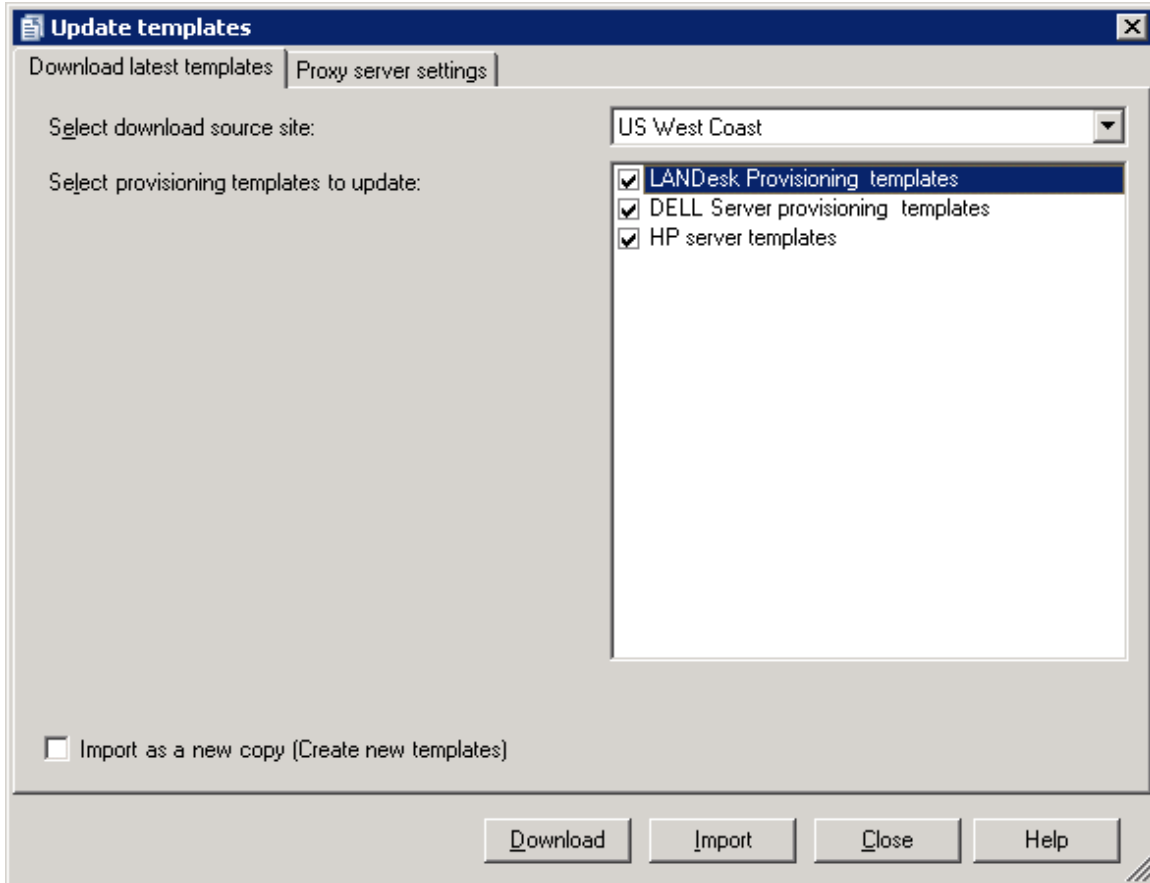 Update templates
Download latest templates
Proxy server settings
Select download source site:
US West Coast
Select provisioning templates to update:
LANDesk Provisioning  templates
DELL Server provisioning  templates
HP server templates
Import as a new copy (Create new templates)
Download
Import
Close
Help